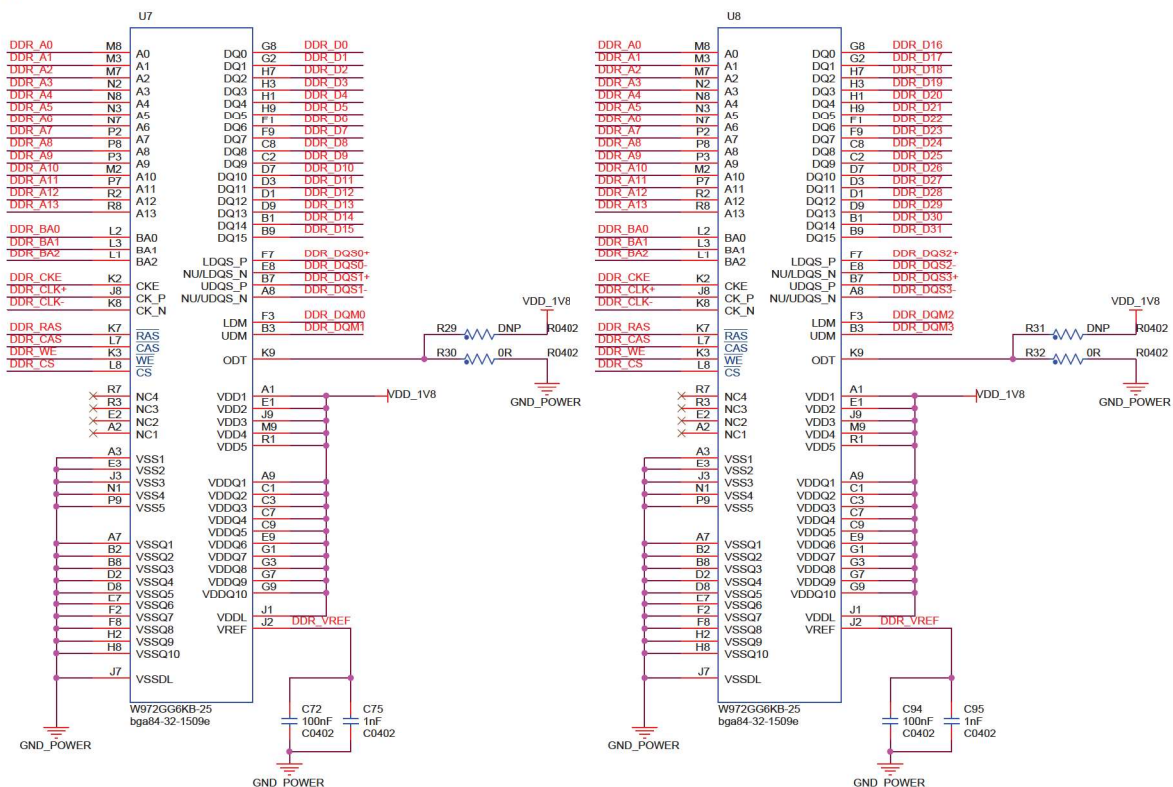 U7
DDR_A0 M8 A0 DQ0 G8 DDR_D0
DDR_A1 M3 A1 DQ1 G2 DDR_D1
DDR_A2 M7 A2 DQ2 H7 DDR_D2
DDR_A3 N2 A3 DQ3 H3 DDR_D3
DDR_A4 N8 A4 DQ4 H1 DDR_D4
DDR_A5 N3 A5 DQ5 H9 DDR_D5
DDR_A6 N7 A6 DQ6 F1 DDR_D6
DDR_A7 P2 A7 DQ7 F9 DDR_D7
DDR_A8 P8 A8 DQ8 C8 DDR_D8
DDR_A9 P3 A9 DQ9 C2 DDR_D9
DDR_A10 M2 A10 DQ10 D7 DDR_D10
DDR_A11 P7 A11 DQ11 D3 DDR_D11
DDR_A12 R2 A12 DQ12 D1 DDR_D12
DDR_A13 R8 A13 DQ13 D9 DDR_D13
DQ14 B1 DDR_D14
DQ15 B9 DDR_D15
DDR_BA0 L2 BA0
DDR_BA1 L3 BA1
DDR_BA2 L1 BA2
LDQS_P F7 DDR_DQS0+
NU/LDQS_N E8 DDR_DQS0-
DDR_CKE K2 CKE UDQS_P B7 DDR_DQS1+
DDR_CLK+ J8 CK_P NU/UDQS_N A8 DDR_DQS1-
DDR_CLK- K8 CK_N
LDM F3 DDR_DQM0
UDM B3 DDR_DQM1
DDR_RAS K7 RAS
DDR_CAS L7 CAS
DDR_WE K3 WE
DDR_CS L8 CS
ODT K9
VDD_1V8
R29 DNP R0402
R30 0R R0402
GND_POWER
R7 NC4 VDD1 A1 VDD_1V8
R3 NC3 VDD2 E1
E2 NC2 VDD3 J9
A2 NC1 VDD4 M9
VDD5 R1
A3 VSS1
E3 VSS2
J3 VSS3 VDDQ1 A9
N1 VSS4 VDDQ2 C1
P9 VSS5 VDDQ3 C3
VDDQ4 C7
VDDQ5 C9
A7 VSSQ1 VDDQ6 E9
B2 VSSQ2 VDDQ7 G1
B8 VSSQ3 VDDQ8 G3
D2 VSSQ4 VDDQ9 G7
D8 VSSQ5 VDDQ10 G9
E7 VSSQ6
F2 VSSQ7 VDDL J1
F8 VSSQ8 VREF J2 DDR_VREF
H2 VSSQ9
H8 VSSQ10
J7 VSSDL
W972GG6KB-25
bga84-32-1509e
C72
100nF
C0402
C75
1nF
C0402
GND_POWER
GND_POWER
U8
DDR_A0 M8 A0 DQ0 G8 DDR_D16
DDR_A1 M3 A1 DQ1 G2 DDR_D17
DDR_A2 M7 A2 DQ2 H7 DDR_D18
DDR_A3 N2 A3 DQ3 H3 DDR_D19
DDR_A4 N8 A4 DQ4 H1 DDR_D20
DDR_A5 N3 A5 DQ5 H9 DDR_D21
DDR_A6 N7 A6 DQ6 F1 DDR_D22
DDR_A7 P2 A7 DQ7 F9 DDR_D23
DDR_A8 P8 A8 DQ8 C8 DDR_D24
DDR_A9 P3 A9 DQ9 C2 DDR_D25
DDR_A10 M2 A10 DQ10 D7 DDR_D26
DDR_A11 P7 A11 DQ11 D3 DDR_D27
DDR_A12 R2 A12 DQ12 D1 DDR_D28
DDR_A13 R8 A13 DQ13 D9 DDR_D29
DQ14 B1 DDR_D30
DQ15 B9 DDR_D31
DDR_BA0 L2 BA0
DDR_BA1 L3 BA1
DDR_BA2 L1 BA2
LDQS_P F7 DDR_DQS2+
NU/LDQS_N E8 DDR_DQS2-
DDR_CKE K2 CKE UDQS_P B7 DDR_DQS3+
DDR_CLK+ J8 CK_P NU/UDQS_N A8 DDR_DQS3-
DDR_CLK- K8 CK_N
LDM F3 DDR_DQM2
UDM B3 DDR_DQM3
DDR_RAS K7 RAS
DDR_CAS L7 CAS
DDR_WE K3 WE
DDR_CS L8 CS
ODT K9
VDD_1V8
R31 DNP R0402
R32 0R R0402
GND_POWER
R7 NC4 VDD1 A1 VDD_1V8
R3 NC3 VDD2 E1
E2 NC2 VDD3 J9
A2 NC1 VDD4 M9
VDD5 R1
A3 VSS1
E3 VSS2
J3 VSS3 VDDQ1 A9
N1 VSS4 VDDQ2 C1
P9 VSS5 VDDQ3 C3
VDDQ4 C7
VDDQ5 C9
A7 VSSQ1 VDDQ6 E9
B2 VSSQ2 VDDQ7 G1
B8 VSSQ3 VDDQ8 G3
D2 VSSQ4 VDDQ9 G7
D8 VSSQ5 VDDQ10 G9
E7 VSSQ6
F2 VSSQ7 VDDL J1
F8 VSSQ8 VREF J2 DDR_VREF
H2 VSSQ9
H8 VSSQ10
J7 VSSDL
W972GG6KB-25
bga84-32-1509e
C94
100nF
C0402
C95
1nF
C0402
GND_POWER
GND_POWER